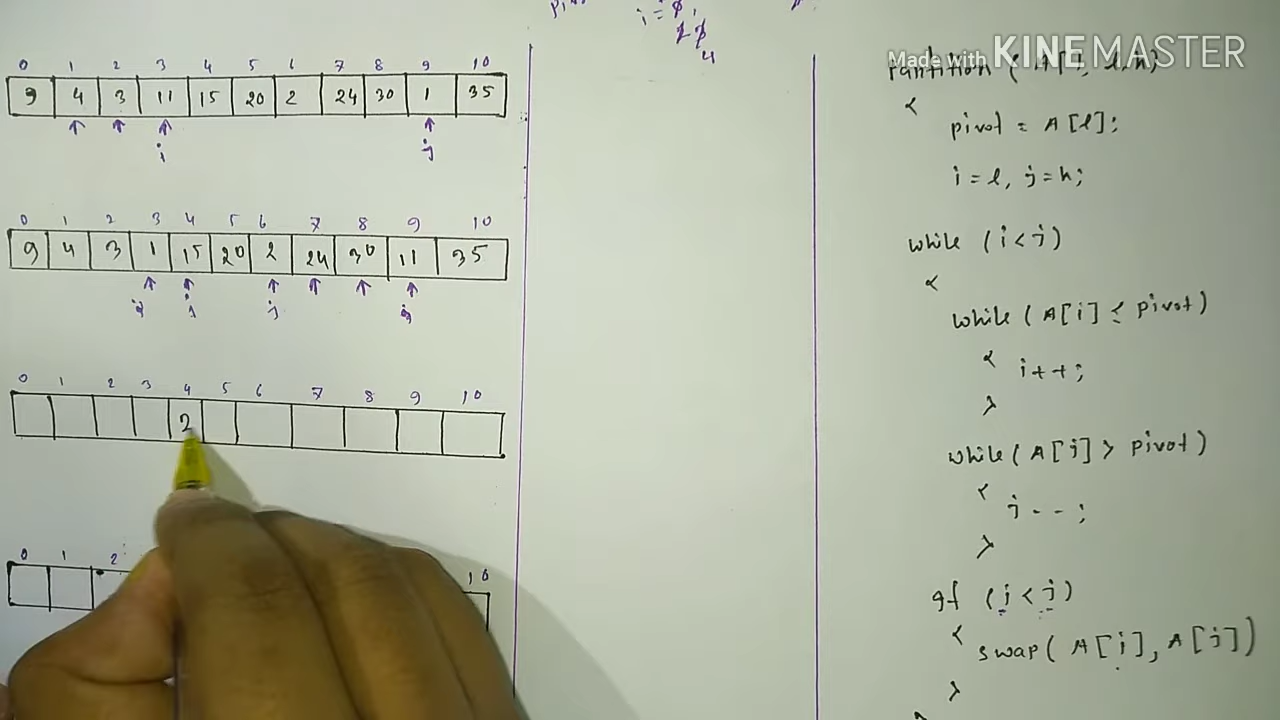 i =
4
Made with KINEMASTER
0 1 2 3 4 5 6 7 8 9 10
9 4 3 11 15 20 2 24 30 1 35
i j
0 1 2 3 4 5 6 7 8 9 10
9 4 3 1 15 20 2 24 30 11 35
0 1 2 3 4 5 6 7 8 9 10
2
0 1 2 10
Partition ( A[ ], l, h)
{
pivot = A[l];
i = l, j = h;
while (i < j)
{
while ( A[i] ≤ pivot)
{ i++;
}
while ( A[j] > pivot)
{ j--;
}
if (i < j)
{ swap( A[i], A[j])
}